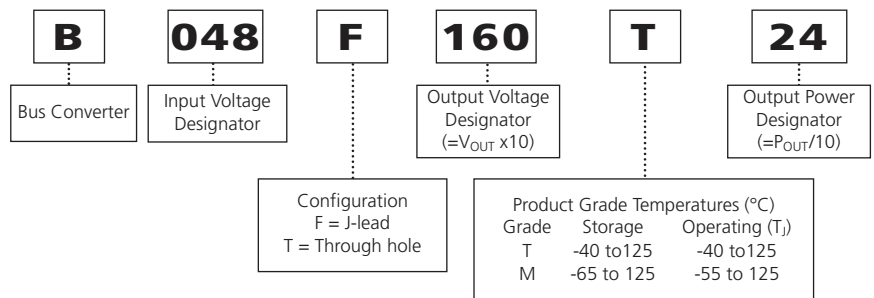 B 048 F 160 T 24
Bus Converter
Input Voltage
Designator
Output Voltage
Designator
(=VOUT x10)
Output Power
Designator
(=POUT/10)
Configuration
F = J-lead
T = Through hole
Product Grade Temperatures (°C)
Grade Storage Operating (TJ)
T -40 to125 -40 to125
M -65 to 125 -55 to 125